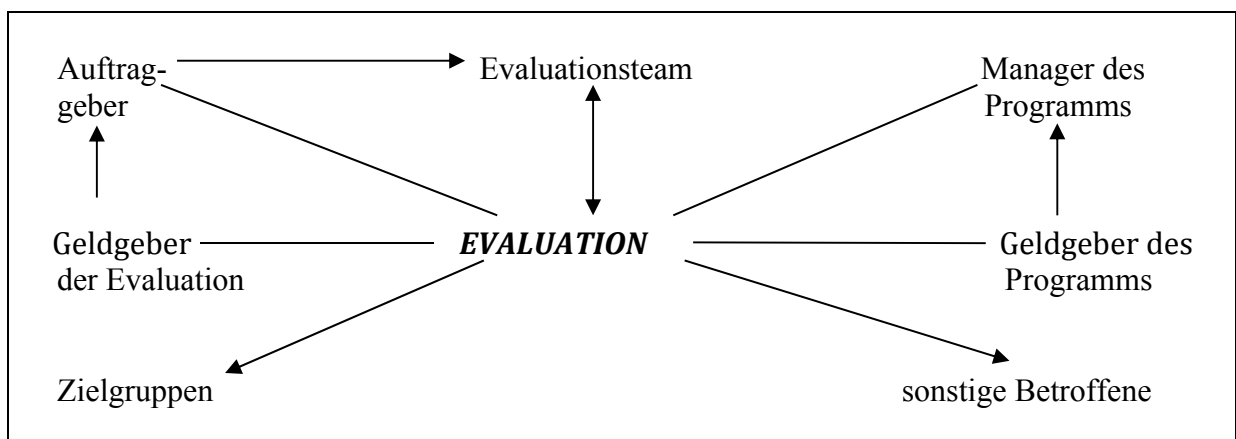 Auftrag-
geber
Evaluationsteam
Manager des
Programms
Geldgeber
der Evaluation
EVALUATION
Geldgeber des
Programms
Zielgruppen
sonstige Betroffene